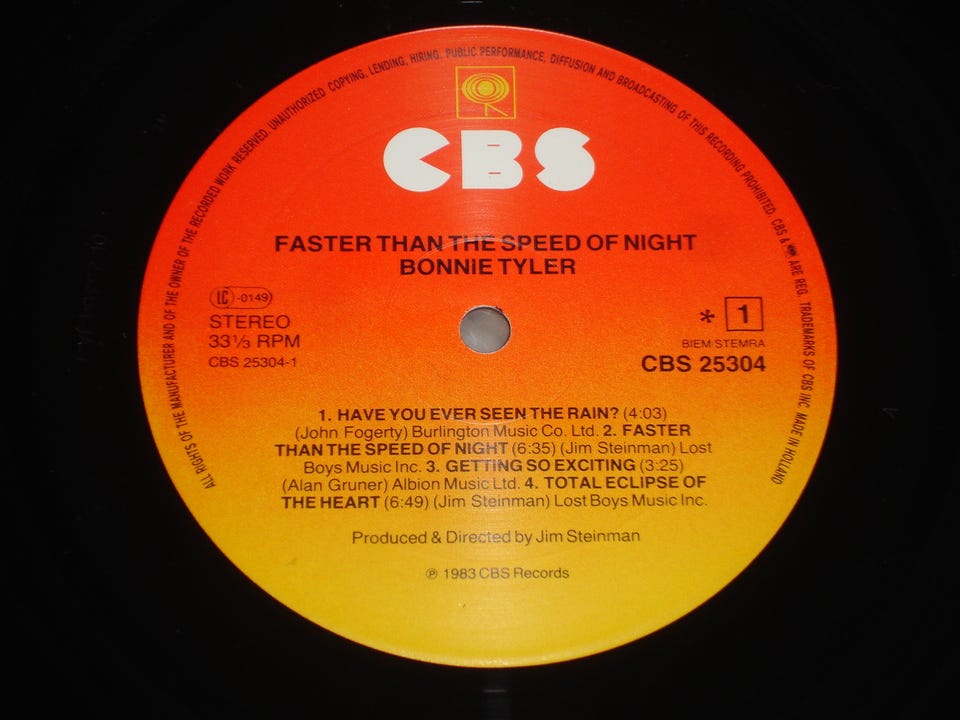 ALL RIGHTS OF THE MANUFACTURER AND OF THE OWNER OF THE RECORDED WORK RESERVED. UNAUTHORIZED COPYING, LENDING, HIRING, PUBLIC PERFORMANCE, DIFFUSION AND BROADCASTING OF THIS RECORDING PROHIBITED. CBS & ARE REG. TRADEMARKS OF CBS INC MADE IN HOLLAND
CBS
FASTER THAN THE SPEED OF NIGHT
BONNIE TYLER
LC -0149
STEREO
33⅓ RPM
CBS 25304-1
* 1
BIEM STEMRA
CBS 25304
1. HAVE YOU EVER SEEN THE RAIN? (4:03)
(John Fogerty) Burlington Music Co. Ltd. 2. FASTER
THAN THE SPEED OF NIGHT (6:35) (Jim Steinman) Lost
Boys Music Inc. 3. GETTING SO EXCITING (3:25)
(Alan Gruner) Albion Music Ltd. 4. TOTAL ECLIPSE OF
THE HEART (6:49) (Jim Steinman) Lost Boys Music Inc.
Produced & Directed by Jim Steinman
℗ 1983 CBS Records